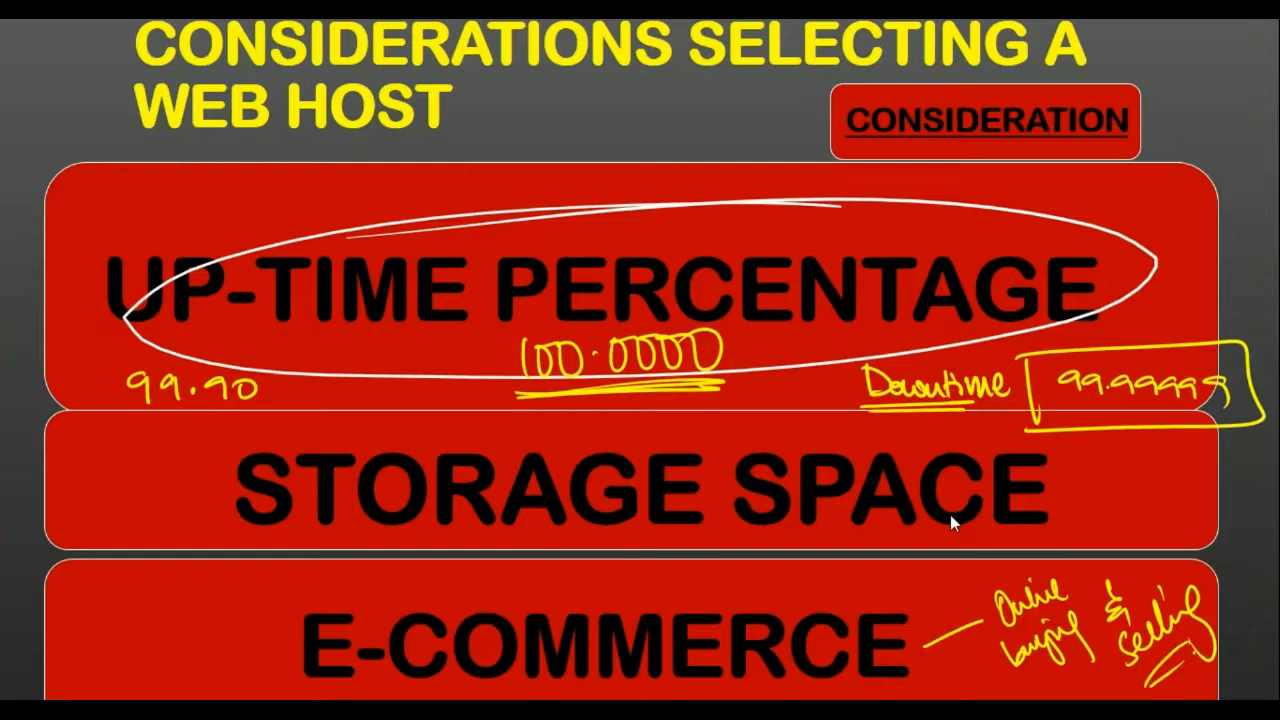 CONSIDERATIONS SELECTING A
WEB HOST
CONSIDERATION
UP-TIME PERCENTAGE
100.0000
99.90
Downtime 99.99999
STORAGE SPACE
E-COMMERCE
Online
buying & selling